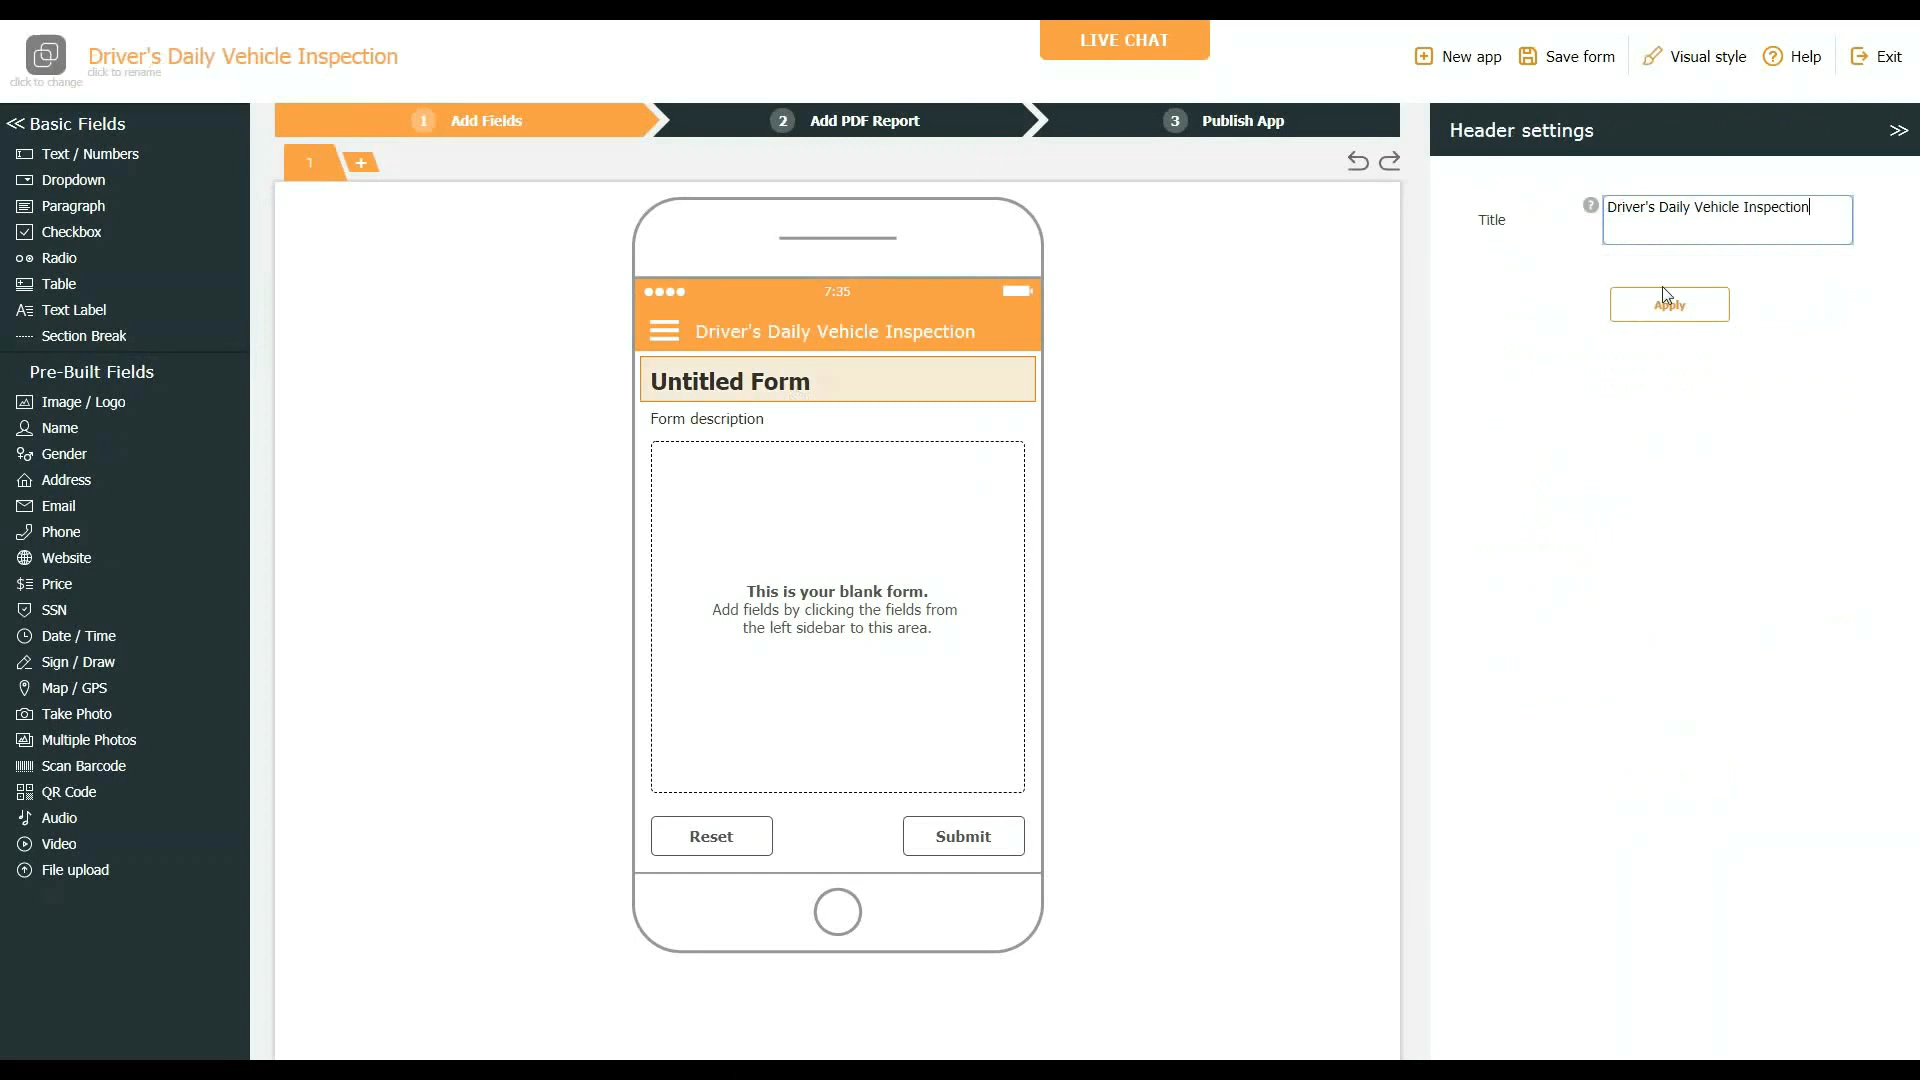 LIVE CHAT
Driver's Daily Vehicle Inspection
click to change
click to rename
New app
Save form
Visual style
Help
Exit
Basic Fields
Text / Numbers
Dropdown
Paragraph
Checkbox
Radio
Table
Text Label
Section Break
Pre-Built Fields
Image / Logo
Name
Gender
Address
Email
Phone
Website
Price
SSN
Date / Time
Sign / Draw
Map / GPS
Take Photo
Multiple Photos
Scan Barcode
QR Code
Audio
Video
File upload
1 Add Fields
2 Add PDF Report
3 Publish App
1 +
7:35
Driver's Daily Vehicle Inspection
Untitled Form
Form description
This is your blank form.
Add fields by clicking the fields from
the left sidebar to this area.
Reset
Submit
Header settings
Title
? Driver's Daily Vehicle Inspection
Apply